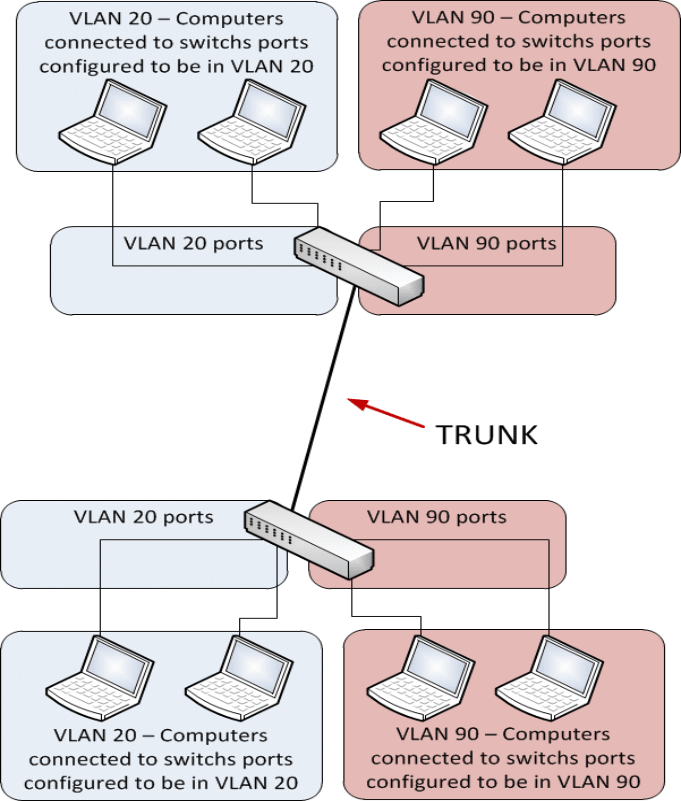 VLAN 20 – Computers
connected to switchs ports
configured to be in VLAN 20
VLAN 90 – Computers
connected to switchs ports
configured to be in VLAN 90
VLAN 20 ports
VLAN 90 ports
TRUNK
VLAN 20 ports
VLAN 90 ports
VLAN 20 – Computers
connected to switchs ports
configured to be in VLAN 20
VLAN 90 – Computers
connected to switchs ports
configured to be in VLAN 90